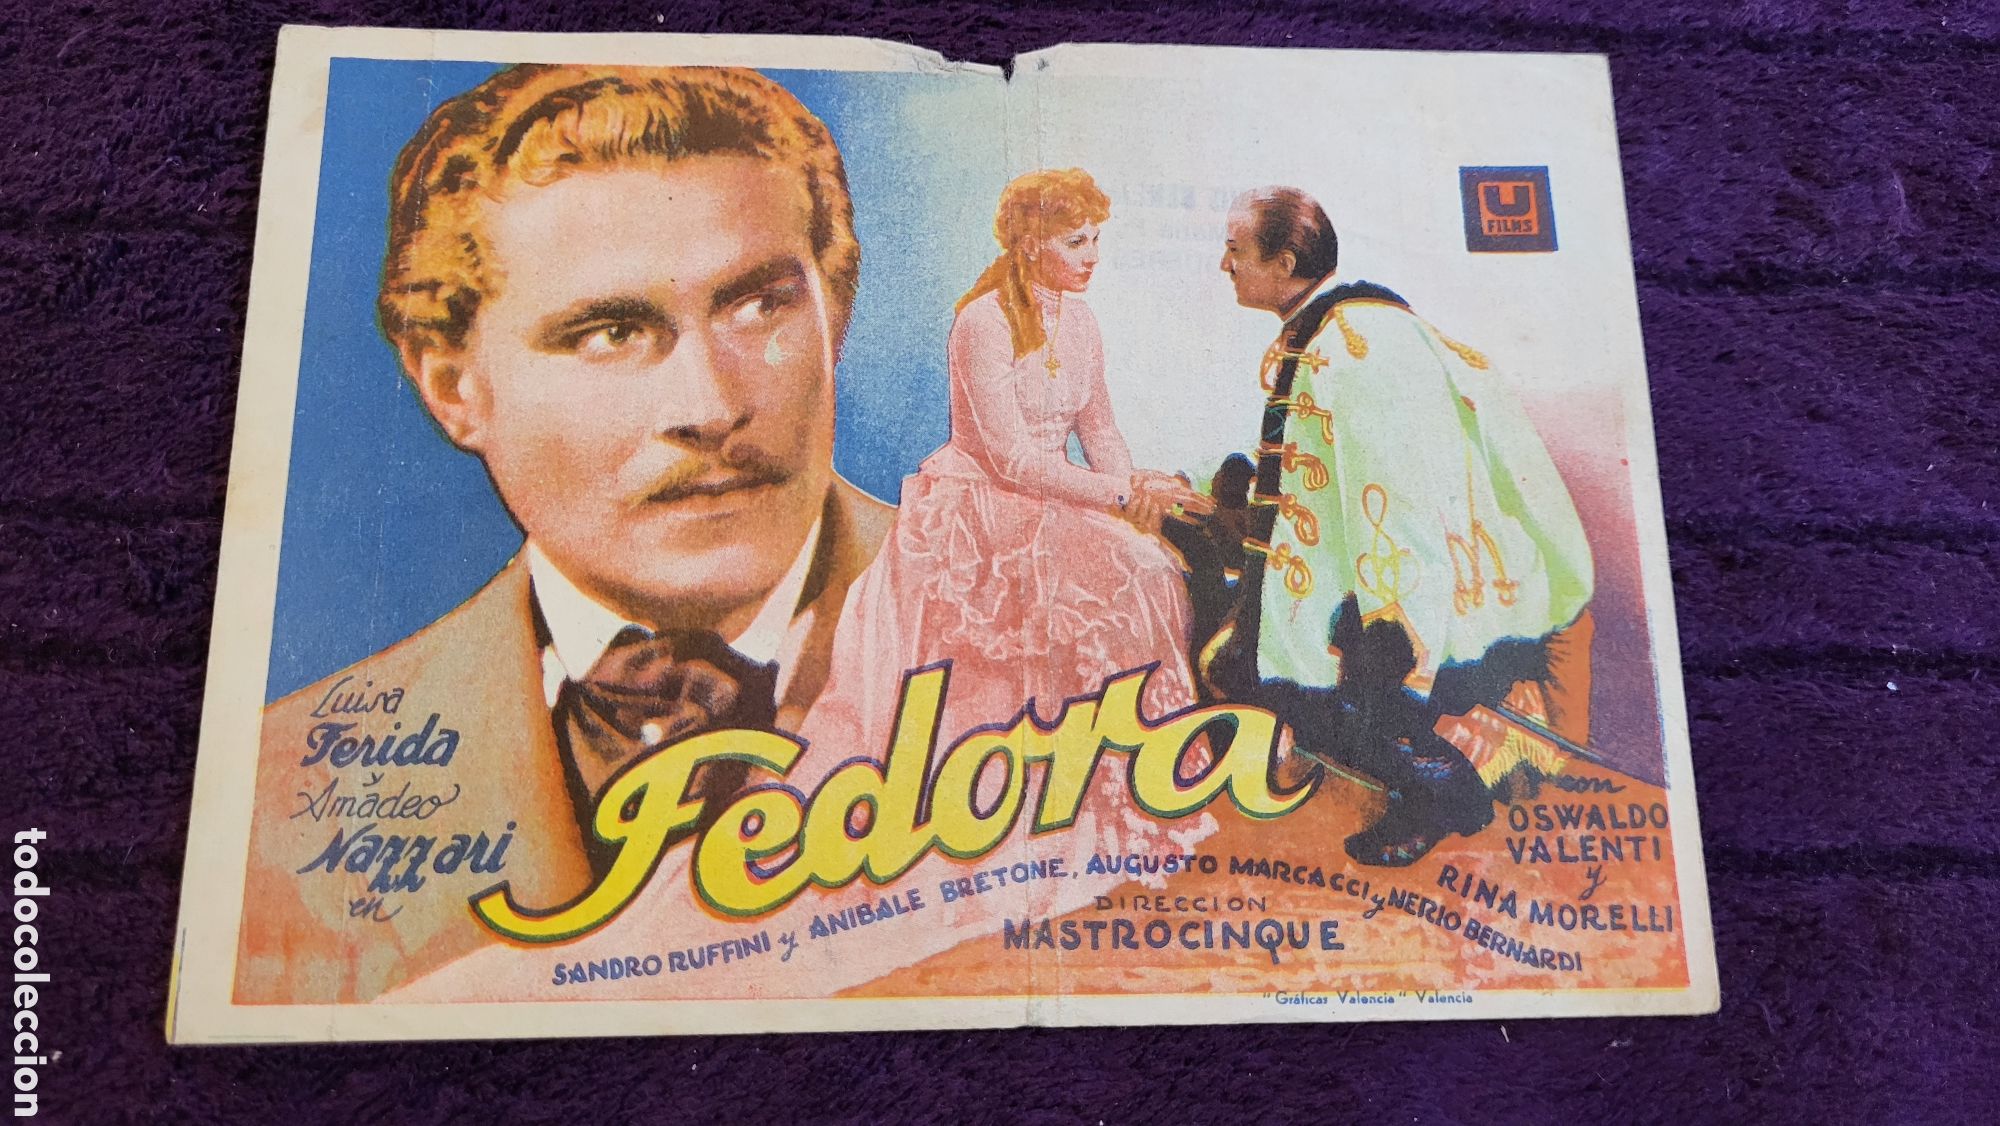 U
FILMS
Luisa
Ferida
y
Amadeo
Nazzari
en
Fedora
con
OSWALDO
VALENTI
y
RINA MORELLI
SANDRO RUFFINI y ANIBALE BRETONE, AUGUSTO MARCACCI y NERIO BERNARDI
DIRECCION
MASTROCINQUE
"Gráficas Valencia" Valencia
todocoleccion